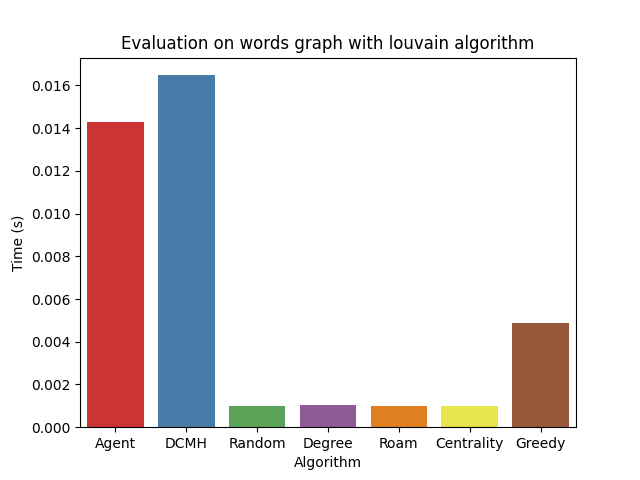 Evaluation on words graph with louvain algorithm
0.016
0.014
0.012
0.010
0.008
0.006
0.004
0.002
0.000
Time (s)
Agent DCMH Random Degree Roam Centrality Greedy
Algorithm